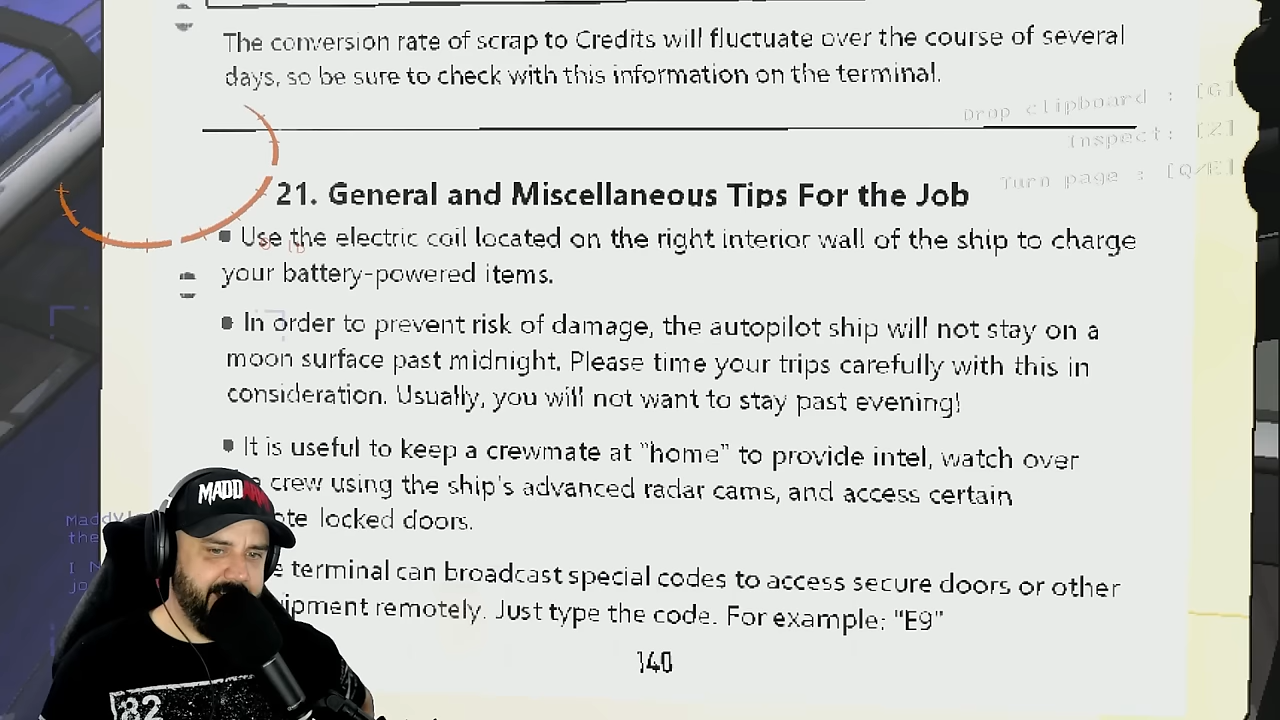 The conversion rate of scrap to Credits will fluctuate over the course of several
days, so be sure to check with this information on the terminal.
Drop clipboard : [G]
Inspect: [Z]
Turn page : [Q/E]
21. General and Miscellaneous Tips For the Job
Use the electric coil located on the right interior wall of the ship to charge
your battery-powered items.
In order to prevent risk of damage, the autopilot ship will not stay on a
moon surface past midnight. Please time your trips carefully with this in
consideration. Usually, you will not want to stay past evening!
It is useful to keep a crewmate at "home" to provide intel, watch over
crew using the ship's advanced radar cams, and access certain
locked doors.
terminal can broadcast special codes to access secure doors or other
remotely. Just type the code. For example: "E9"
140
MADD
82